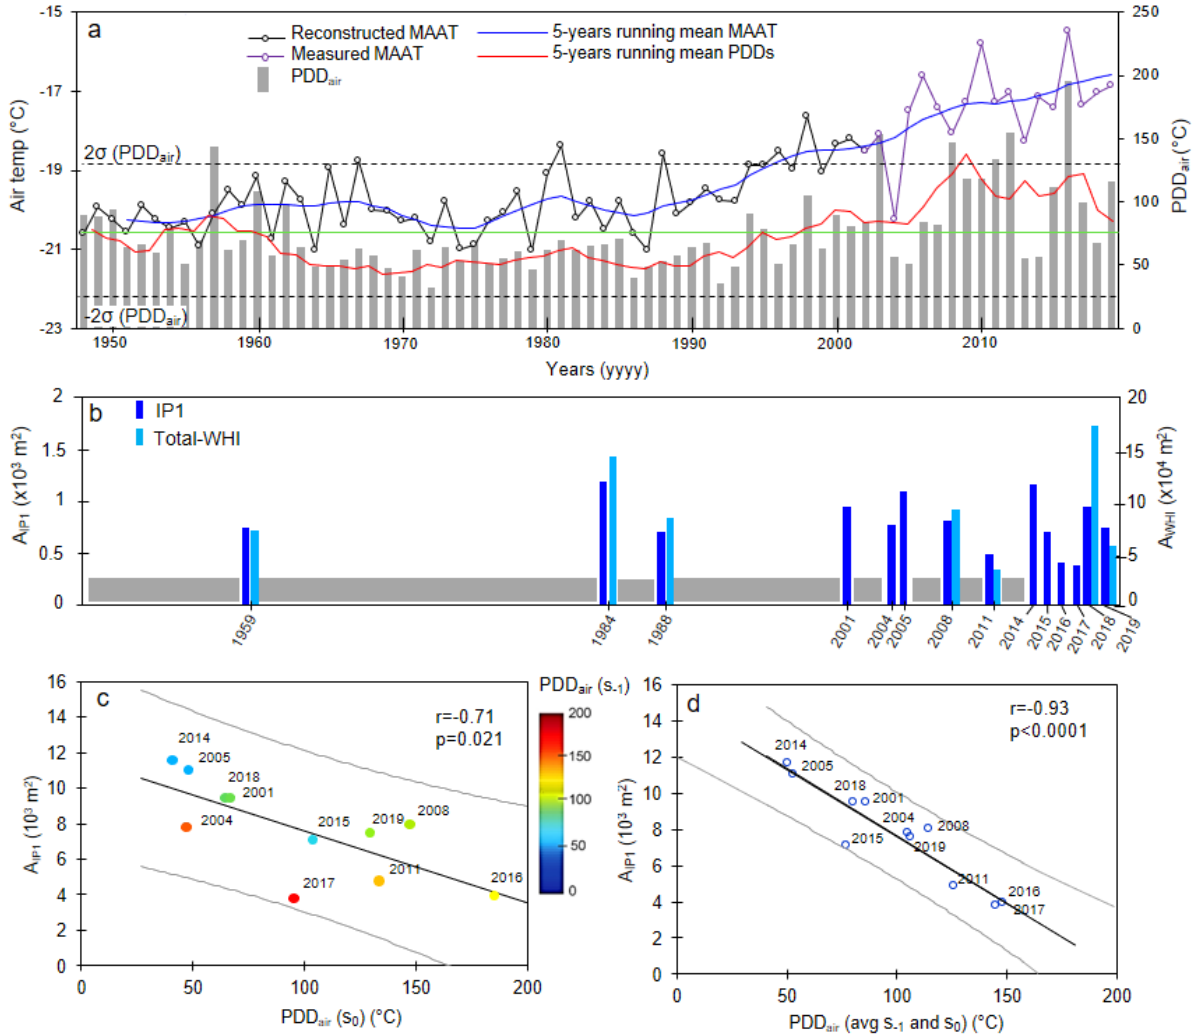 a
Reconstructed MAAT
5-years running mean MAAT
Measured MAAT
5-years running mean PDDs
PDDair
2σ (PDDair)
-2σ (PDDair)
Air temp (°C)
-15
-17
-19
-21
-23
PDDair (°C)
250
200
150
100
50
0
1950 1960 1970 1980 1990 2000 2010
Years (yyyy)
b
IP1
Total-WHI
AIP1 (x10³ m²)
2
1.5
1
0.5
0
AWHI (x10⁴ m²)
20
15
10
5
0
1959 1984 1988 2001 2004 2005 2008 2011 2014 2015 2016 2017 2018 2019
c
r=-0.71
p=0.021
AIP1 (10³ m²)
16
14
12
10
8
6
4
2
0
2014
2005
2018
2001
2004
2015
2019
2008
2017
2011
2016
0 50 100 150 200
PDDair (s0) (°C)
PDDair (s-1)
200
150
100
50
0
d
r=-0.93
p<0.0001
AIP1 (10³ m²)
16
14
12
10
8
6
4
2
0
2014
2005
2018
2001
2004
2008
2015
2019
2011
2016
2017
0 50 100 150 200
PDDair (avg s-1 and s0) (°C)